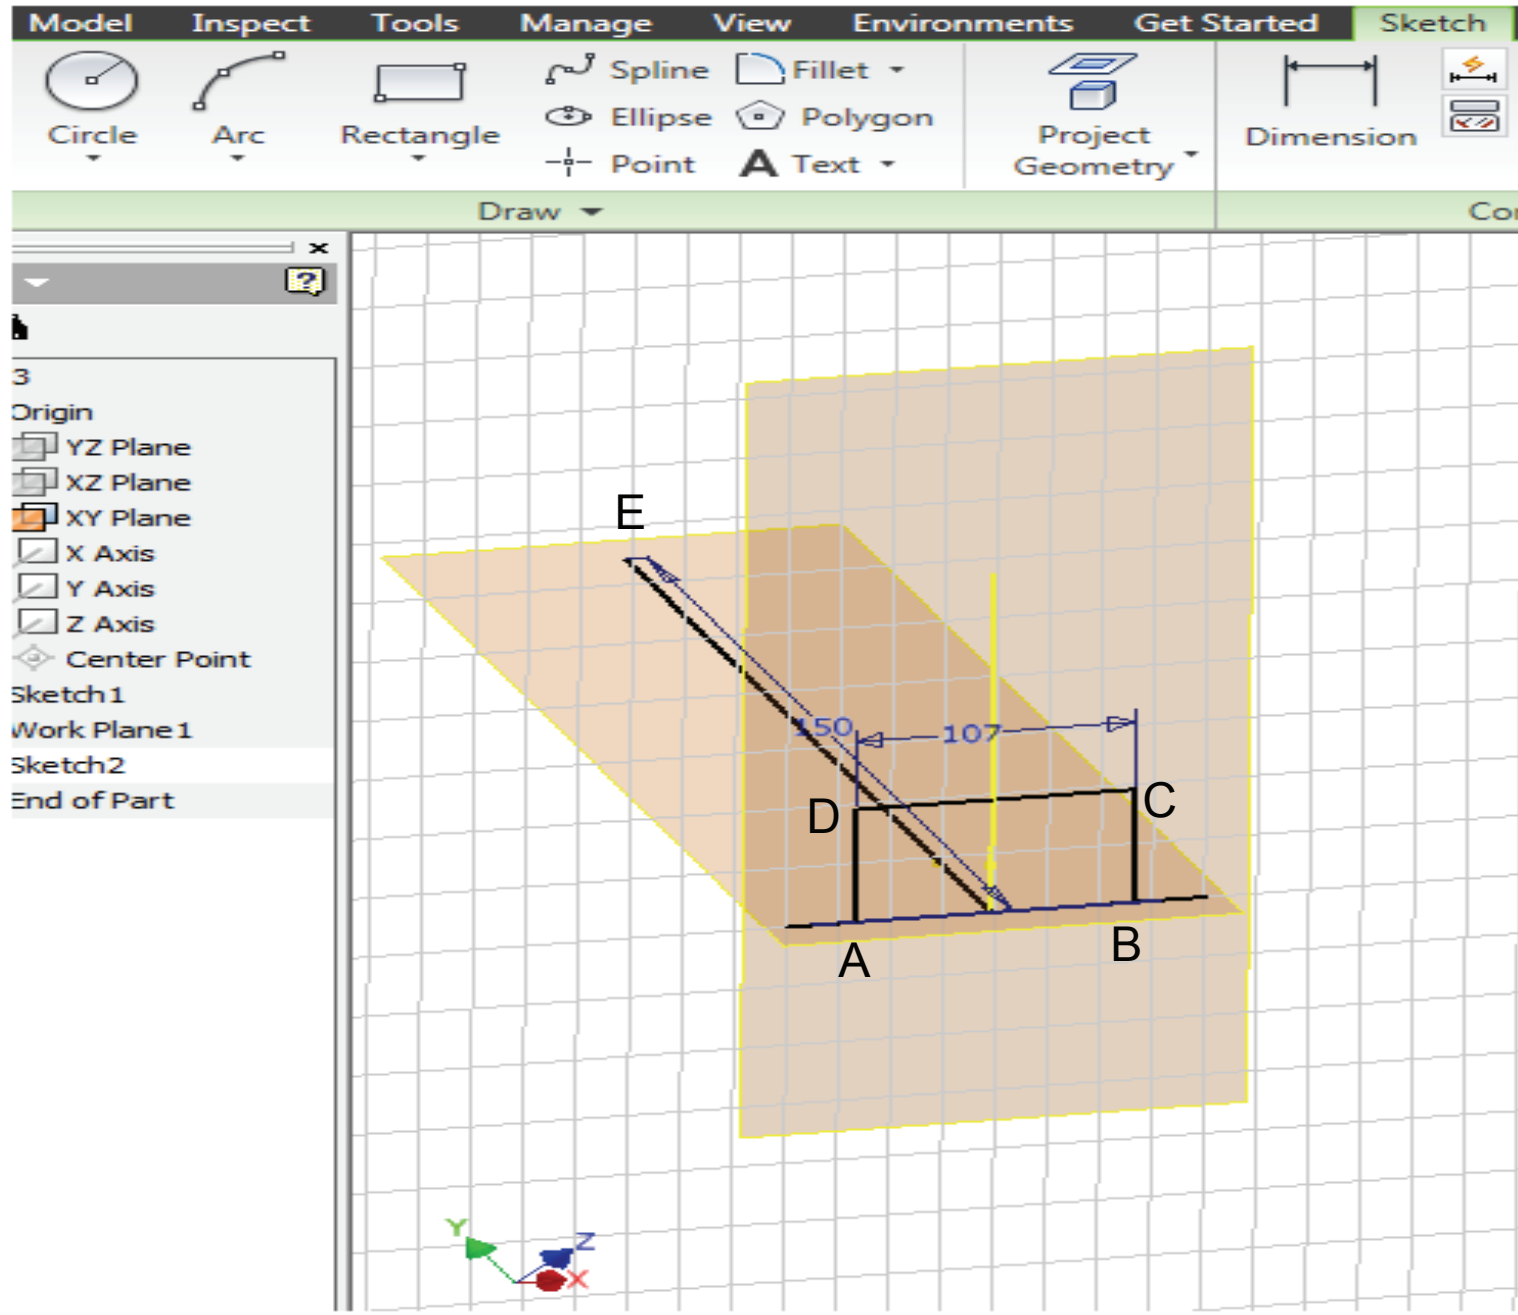 Model Inspect Tools Manage View Environments Get Started Sketch
Spline Fillet
Circle Arc Rectangle Ellipse Polygon Project Geometry Dimension
Point A Text
Draw Co
?
3
Origin
YZ Plane
XZ Plane
XY Plane
X Axis
Y Axis
Z Axis
Center Point
Sketch1
Work Plane1
Sketch2
End of Part
E
150
107
D
C
A
B
Y
Z
X